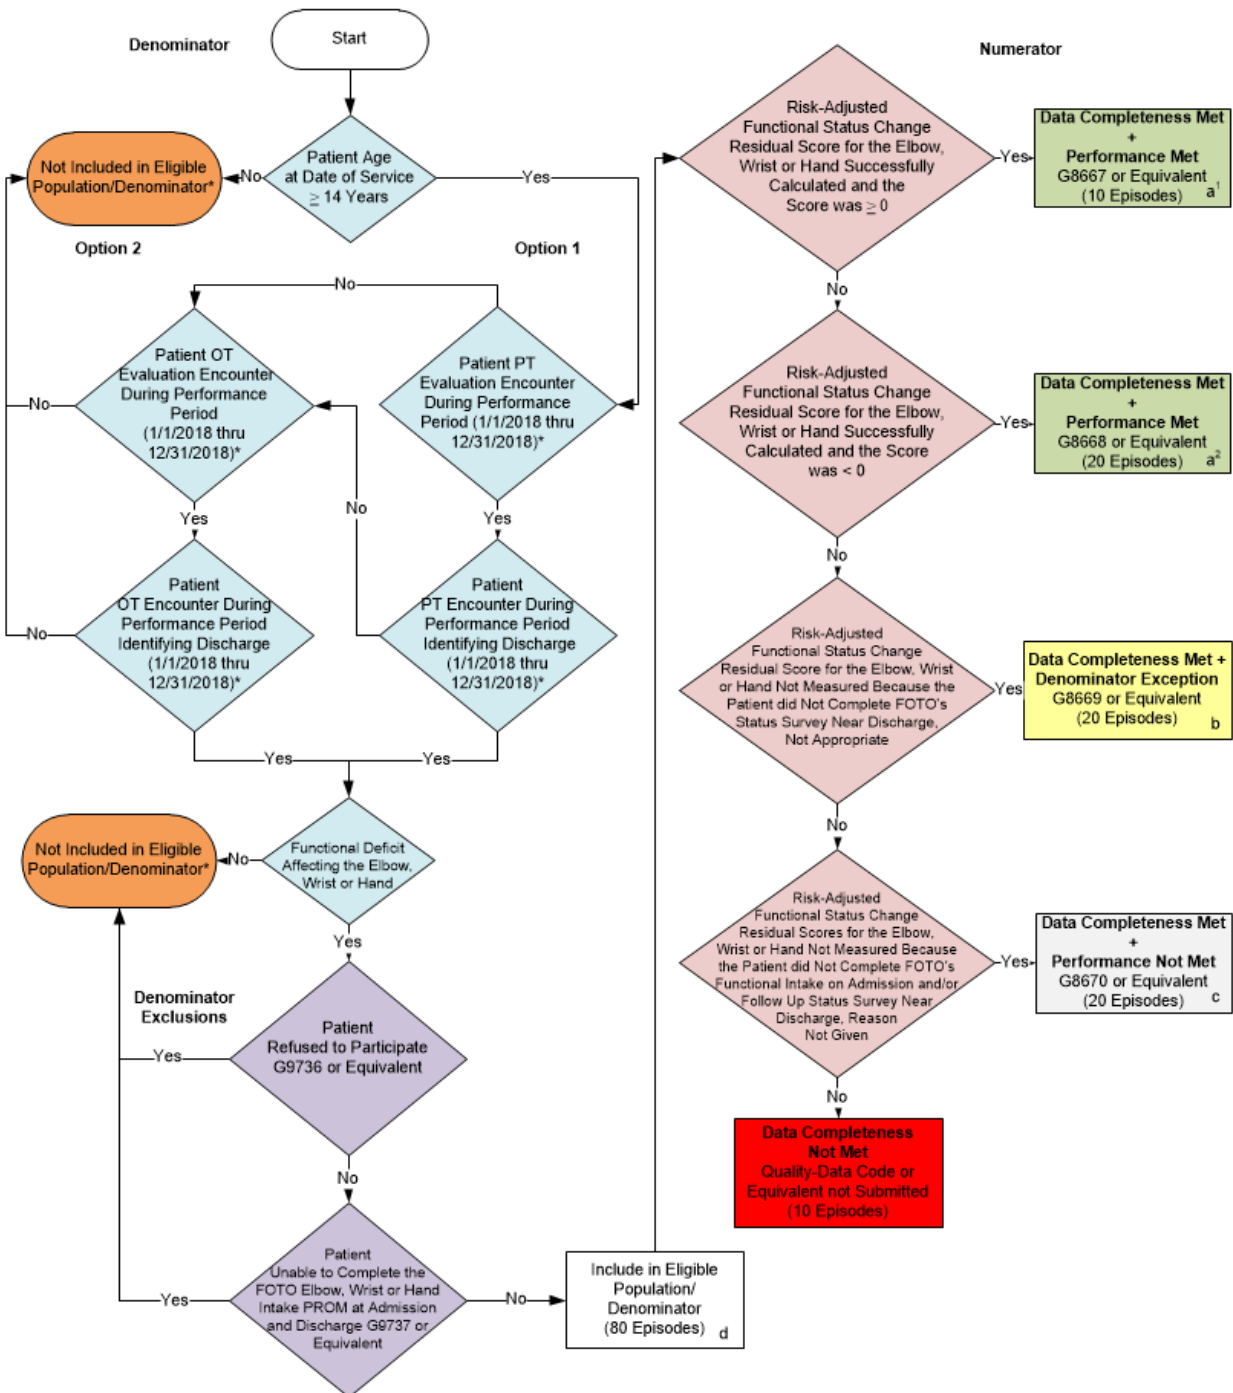 Denominator
Start
Numerator
Patient Age
at Date of Service
≥ 14 Years
No
Yes
Not Included in Eligible
Population/Denominator*
Option 2
Option 1
No
Patient OT
Evaluation Encounter
During Performance
Period
(1/1/2018 thru
12/31/2018)*
No
Yes
Patient PT
Evaluation Encounter
During Performance
Period (1/1/2018 thru
12/31/2018)*
No
Yes
Patient
OT Encounter During
Performance Period
Identifying Discharge
(1/1/2018 thru
12/31/2018)*
No
Yes
Patient
PT Encounter During
Performance Period
Identifying Discharge
(1/1/2018 thru
12/31/2018)*
Yes
Functional Deficit
Affecting the Elbow,
Wrist or Hand
No
Not Included in Eligible
Population/Denominator*
Yes
Denominator
Exclusions
Patient
Refused to Participate
G9736 or Equivalent
Yes
No
Patient
Unable to Complete the
FOTO Elbow, Wrist or Hand
Intake PROM at Admission
and Discharge G9737 or
Equivalent
Yes
No
Include in Eligible
Population/
Denominator
(80 Episodes) d
Risk-Adjusted
Functional Status Change
Residual Score for the Elbow,
Wrist or Hand Successfully
Calculated and the
Score was ≥ 0
Yes
Data Completeness Met
+
Performance Met
G8667 or Equivalent
(10 Episodes) a¹
No
Risk-Adjusted
Functional Status Change
Residual Score for the Elbow,
Wrist or Hand Successfully
Calculated and the Score
was < 0
Yes
Data Completeness Met
+
Performance Met
G8668 or Equivalent
(20 Episodes) a²
No
Risk-Adjusted
Functional Status Change
Residual Score for the Elbow, Wrist
or Hand Not Measured Because the
Patient did Not Complete FOTO's
Status Survey Near Discharge,
Not Appropriate
Yes
Data Completeness Met +
Denominator Exception
G8669 or Equivalent
(20 Episodes) b
No
Risk-Adjusted
Functional Status Change
Residual Scores for the Elbow,
Wrist or Hand Not Measured Because
the Patient did Not Complete FOTO's
Functional Intake on Admission and/or
Follow Up Status Survey Near
Discharge, Reason
Not Given
Yes
Data Completeness Met
+
Performance Not Met
G8670 or Equivalent
(20 Episodes) c
No
Data Completeness
Not Met
Quality-Data Code or
Equivalent not Submitted
(10 Episodes)